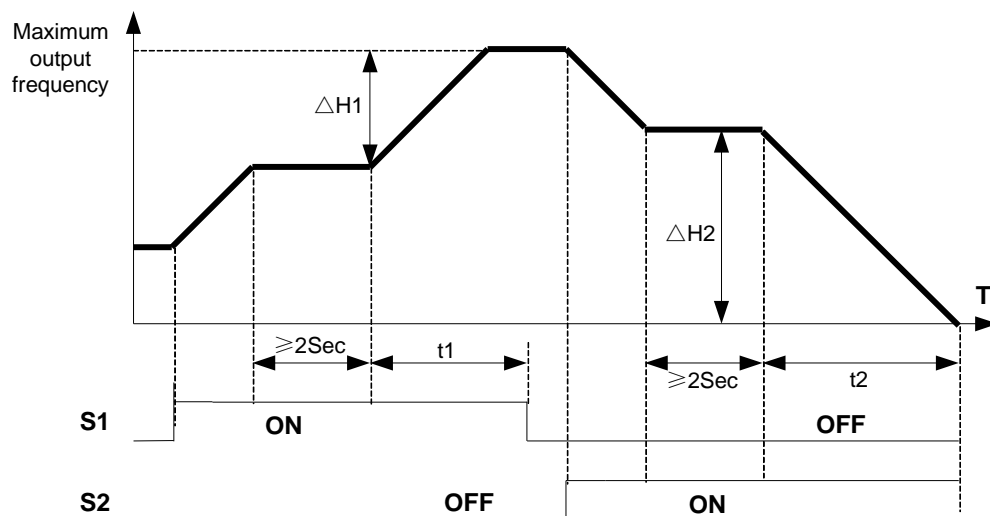 Maximum
output
frequency
△H1
△H2
T
≥2Sec
t1
≥2Sec
t2
S1
ON
OFF
S2
OFF
ON